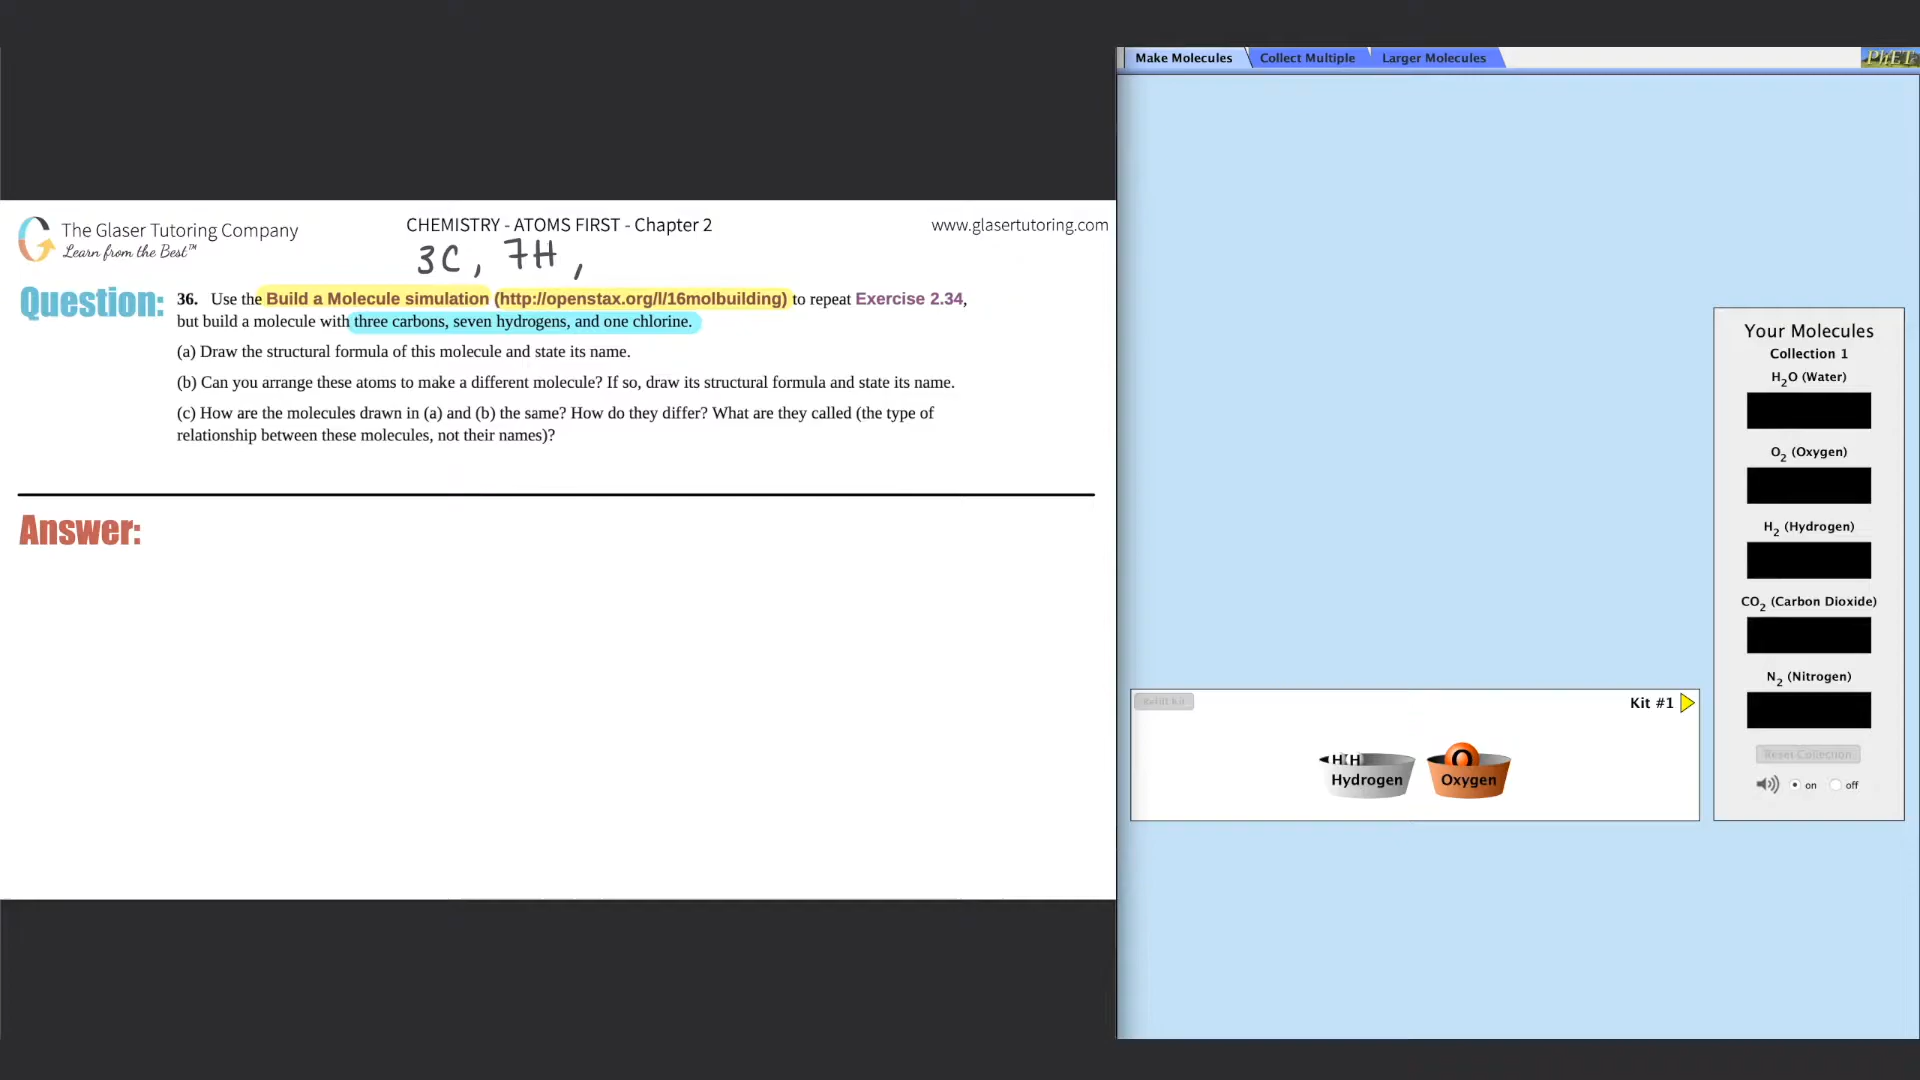 The Glaser Tutoring Company
Learn from the Best™
CHEMISTRY - ATOMS FIRST - Chapter 2
www.glasertutoring.com
3C, 7H,
Question:
36. Use the Build a Molecule simulation (http://openstax.org/l/16molbuilding) to repeat Exercise 2.34,
but build a molecule with three carbons, seven hydrogens, and one chlorine.
(a) Draw the structural formula of this molecule and state its name.
(b) Can you arrange these atoms to make a different molecule? If so, draw its structural formula and state its name.
(c) How are the molecules drawn in (a) and (b) the same? How do they differ? What are they called (the type of
relationship between these molecules, not their names)?
Answer:
Make Molecules
Collect Multiple
Larger Molecules
PhET
Refill Kit
Kit #1
H H
Hydrogen
O
Oxygen
Your Molecules
Collection 1
H2O (Water)
O2 (Oxygen)
H2 (Hydrogen)
CO2 (Carbon Dioxide)
N2 (Nitrogen)
Reset Collection
on off